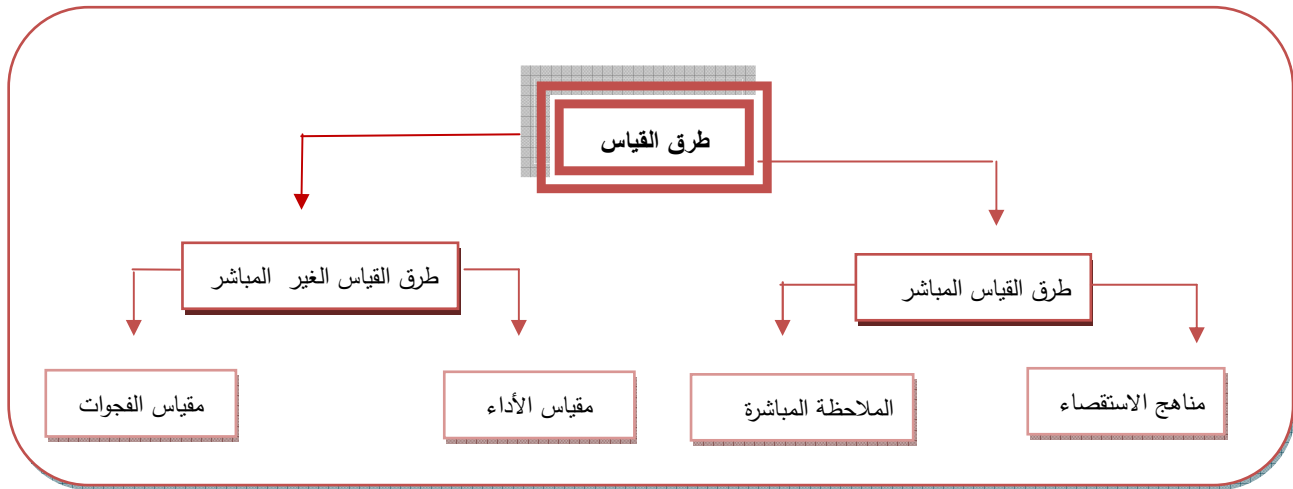 طرق القياس
طرق القياس المباشر
طرق القياس الغير المباشر
مناهج الاستقصاء
الملاحظة المباشرة
مقياس الأداء
مقياس الفجوات